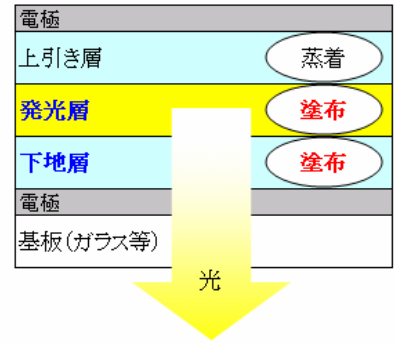 電極
上引き層 蒸着
発光層 塗布
下地層 塗布
電極
基板(ガラス等)
光